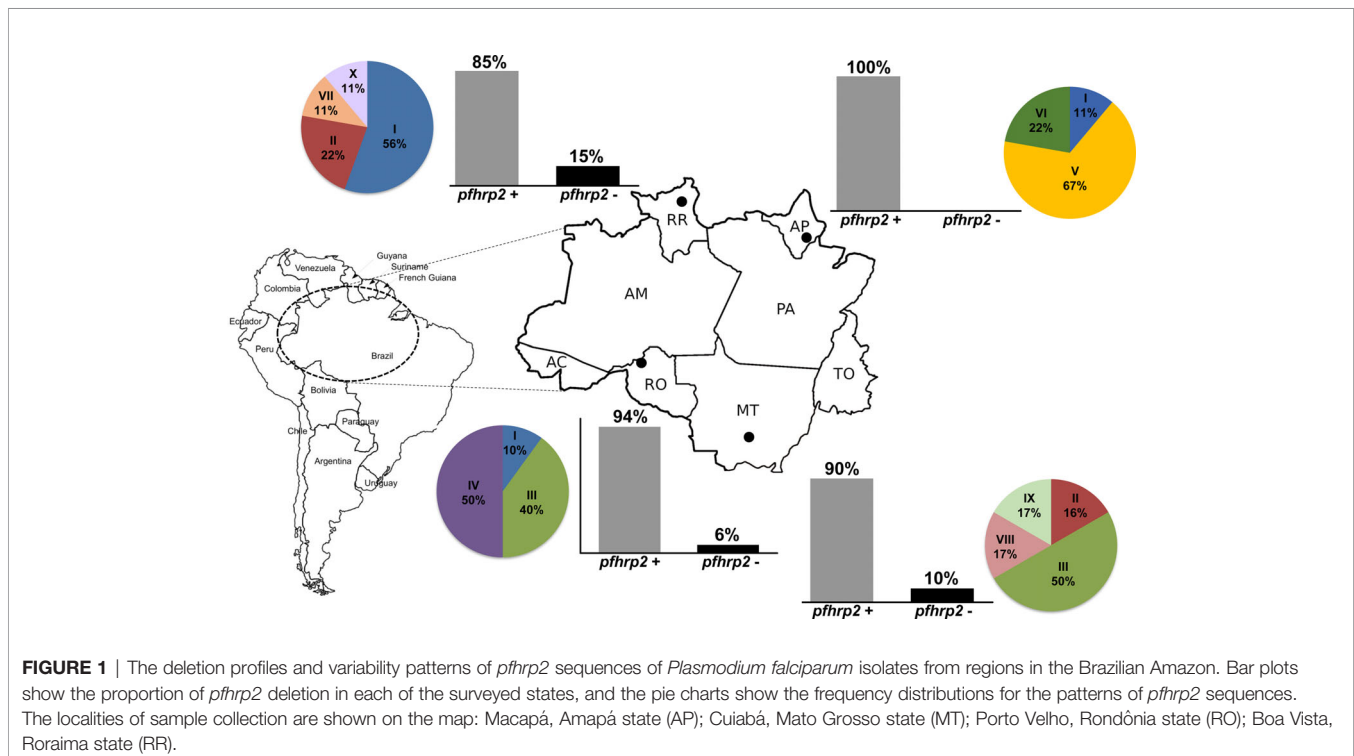 85%
15%
pfhrp2 +
pfhrp2 -
X
11%
VII
11%
II
22%
I
56%
100%
pfhrp2 +
pfhrp2 -
I
11%
VI
22%
V
67%
RR
AP
AM
PA
AC
RO
MT
TO
Guyana
Suriname
French Guiana
Venezuela
Colombia
Ecuador
Peru
Brazil
Bolivia
Paraguay
Chile
Argentina
Uruguay
I
10%
IV
50%
III
40%
94%
6%
pfhrp2 +
pfhrp2 -
90%
10%
pfhrp2 +
pfhrp2 -
IX
17%
II
16%
VIII
17%
III
50%
FIGURE 1 | The deletion profiles and variability patterns of pfhrp2 sequences of Plasmodium falciparum isolates from regions in the Brazilian Amazon. Bar plots
show the proportion of pfhrp2 deletion in each of the surveyed states, and the pie charts show the frequency distributions for the patterns of pfhrp2 sequences.
The localities of sample collection are shown on the map: Macapá, Amapá state (AP); Cuiabá, Mato Grosso state (MT); Porto Velho, Rondônia state (RO); Boa Vista,
Roraima state (RR).